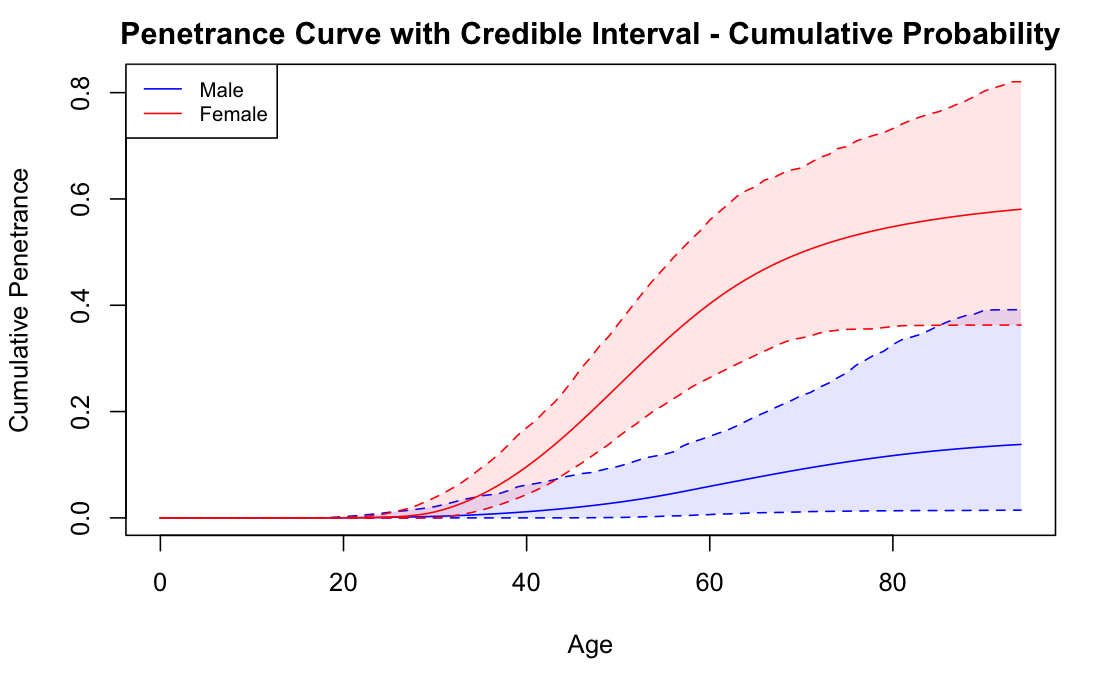 Penetrance Curve with Credible Interval - Cumulative Probability
Male
Female
Cumulative Penetrance
0.8
0.6
0.4
0.2
0.0
0 20 40 60 80
Age